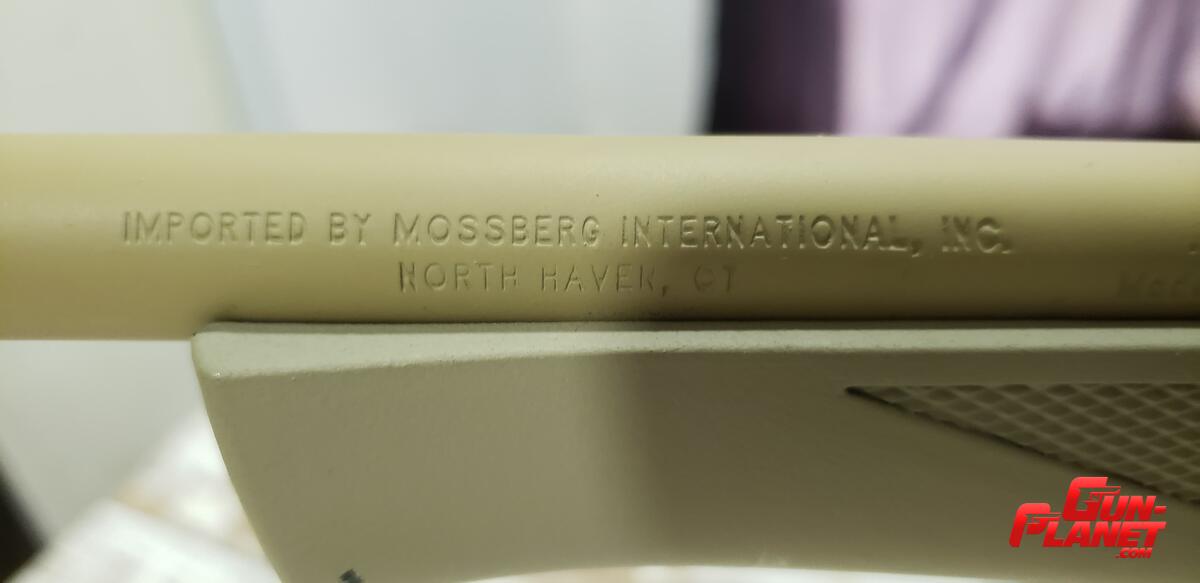 IMPORTED BY MOSSBERG INTERNATIONAL, INC.
NORTH HAVEN, CT
GUN-
PLANET
.COM